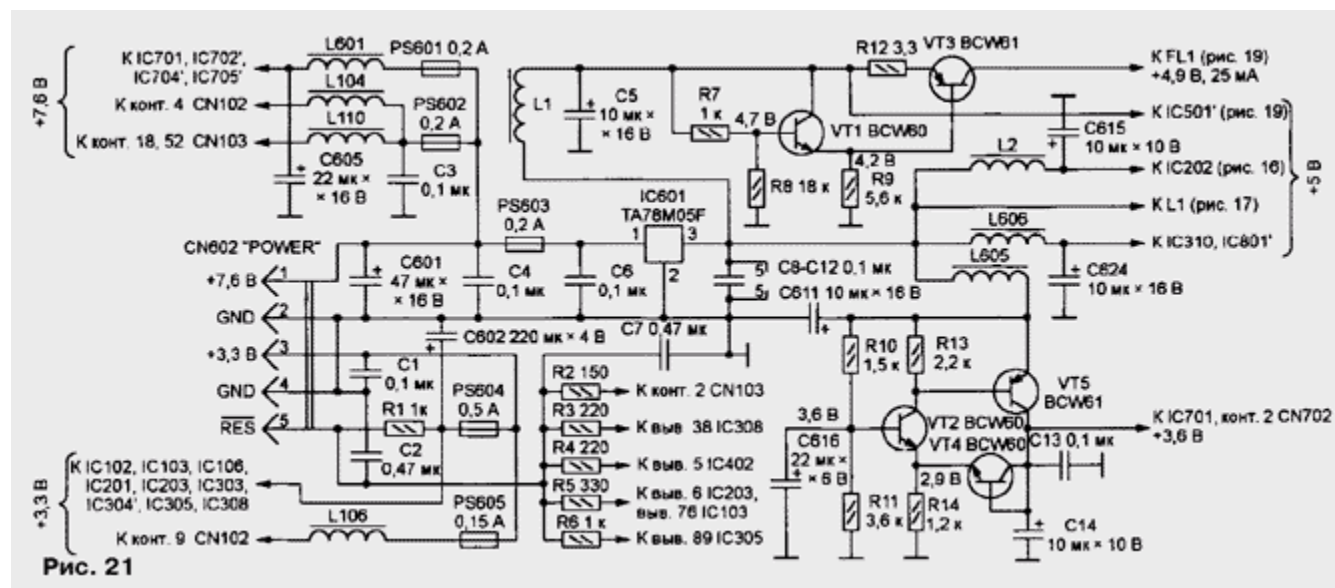 +7,6 В
К IC701, IC702',
IC704', IC705'
L601
PS601 0,2 А
L104
К конт. 4 CN102
PS602
0,2 А
L110
К конт. 18, 52 CN103
C605
22 мк ×
× 16 В
C3
0,1 мк
L1
C5
10 мк ×
× 16 В
R7
1 к
4,7 В
VT1 BCW60
R12 3,3
VT3 BCW61
К FL1 (рис. 19)
+4,9 В, 25 мА
К IC501' (рис. 19)
C615
10 мк × 10 В
4,2 В
R8 18 к
R9
5,6 к
L2
К IC202 (рис. 16)
+5 В
К L1 (рис. 17)
L606
К IC310, IC801'
L605
C624
10 мк × 16 В
PS603
0,2 А
IC601
TA78M05F
1
3
2
CN602 "POWER"
+7,6 В
1
GND
2
+3,3 В
3
GND
4
RES
5
C601
47 мк ×
× 16 В
C4
0,1 мк
C6
0,1 мк
5
5
C8-C12 0,1 мк
C611 10 мк × 16 В
C602 220 мк × 4 В
C7 0,47 мк
C1
0,1 мк
R1 1к
PS604
0,5 А
C2
0,47 мк
R2 150
К конт. 2 CN103
R3 220
К выв. 38 IC308
R4 220
К выв. 5 IC402
R5 330
К выв. 6 IC203,
выв. 76 IC103
R6 1 к
К выв. 89 IC305
R10
1,5 к
R13
2,2 к
VT5
BCW61
3,6 В
VT2 BCW60
VT4 BCW60
К IC701, конт. 2 CN702
+3,6 В
C616
22 мк ×
× 6 В
C13 0,1 мк
2,9 В
R11
3,6 к
R14
1,2 к
C14
10 мк × 10 В
+3,3 В
К IC102, IC103, IC106,
IC201, IC203, IC303,
IC304', IC305, IC308
L106
PS605
0,15 А
К конт. 9 CN102
Рис. 21